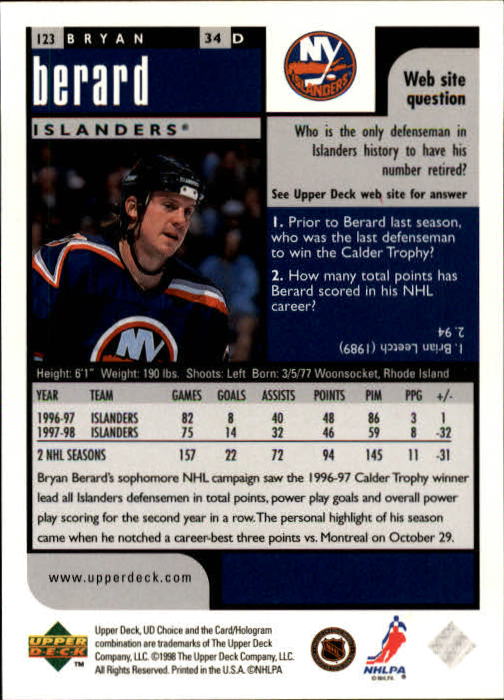 123 BRYAN 34 D
berard
ISLANDERS®
NY
ISLANDERS
Web site
question
Who is the only defenseman in
Islanders history to have his
number retired?
See Upper Deck web site for answer
1. Prior to Berard last season,
who was the last defenseman
to win the Calder Trophy?
2. How many total points has
Berard scored in his NHL
career?
1. Brian Leetch (1989)
2. 94
NY
Height: 6'1" Weight: 190 lbs. Shoots: Left Born: 3/5/77 Woonsocket, Rhode Island
YEAR TEAM GAMES GOALS ASSISTS POINTS PIM PPG +/-
1996-97 ISLANDERS 82 8 40 48 86 3 1
1997-98 ISLANDERS 75 14 32 46 59 8 -32
2 NHL SEASONS 157 22 72 94 145 11 -31
Bryan Berard's sophomore NHL campaign saw the 1996-97 Calder Trophy winner
lead all Islanders defensemen in total points, power play goals and overall power
play scoring for the second year in a row. The personal highlight of his season
came when he notched a career-best three points vs. Montreal on October 29.
www.upperdeck.com
UPPER
DECK
™
Upper Deck, UD Choice and the Card/Hologram
combination are trademarks of The Upper Deck
Company, LLC. ©1998 The Upper Deck Company, LLC.
All Rights Reserved. Printed in the U.S.A. ©NHLPA
NHL
NHLPA
©NHLPA